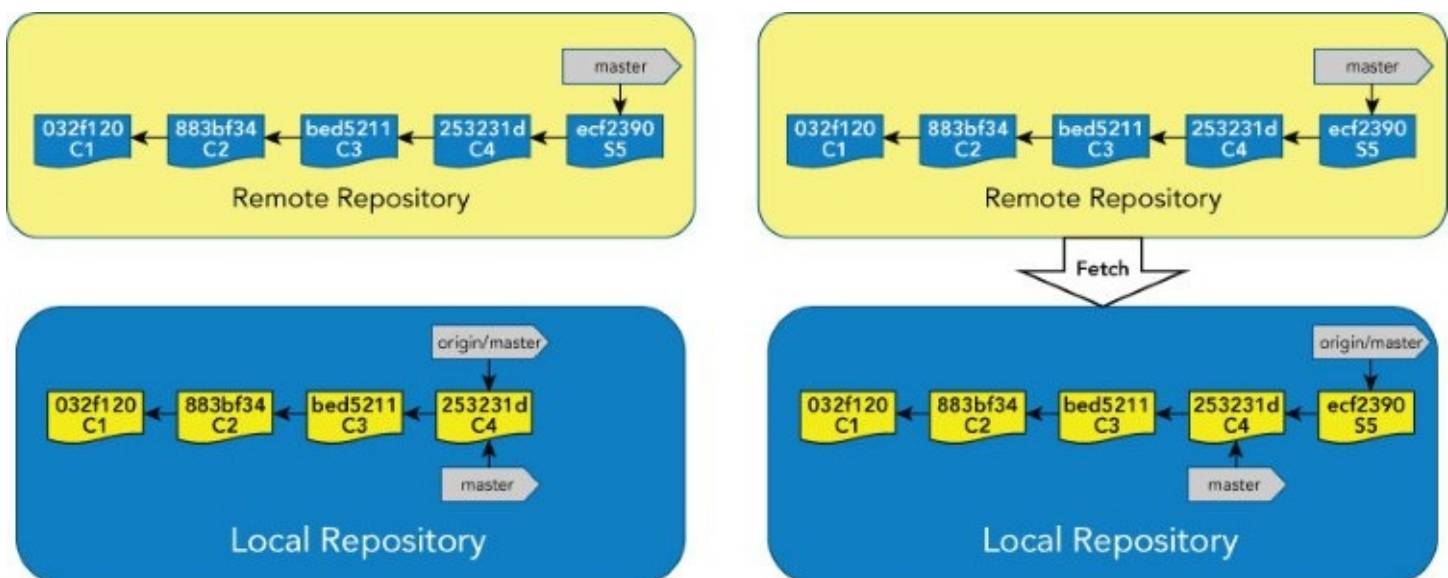 master
032f120
C1
883bf34
C2
bed5211
C3
253231d
C4
ecf2390
S5
Remote Repository
master
032f120
C1
883bf34
C2
bed5211
C3
253231d
C4
ecf2390
S5
Remote Repository
Fetch
origin/master
032f120
C1
883bf34
C2
bed5211
C3
253231d
C4
master
Local Repository
origin/master
032f120
C1
883bf34
C2
bed5211
C3
253231d
C4
ecf2390
S5
master
Local Repository